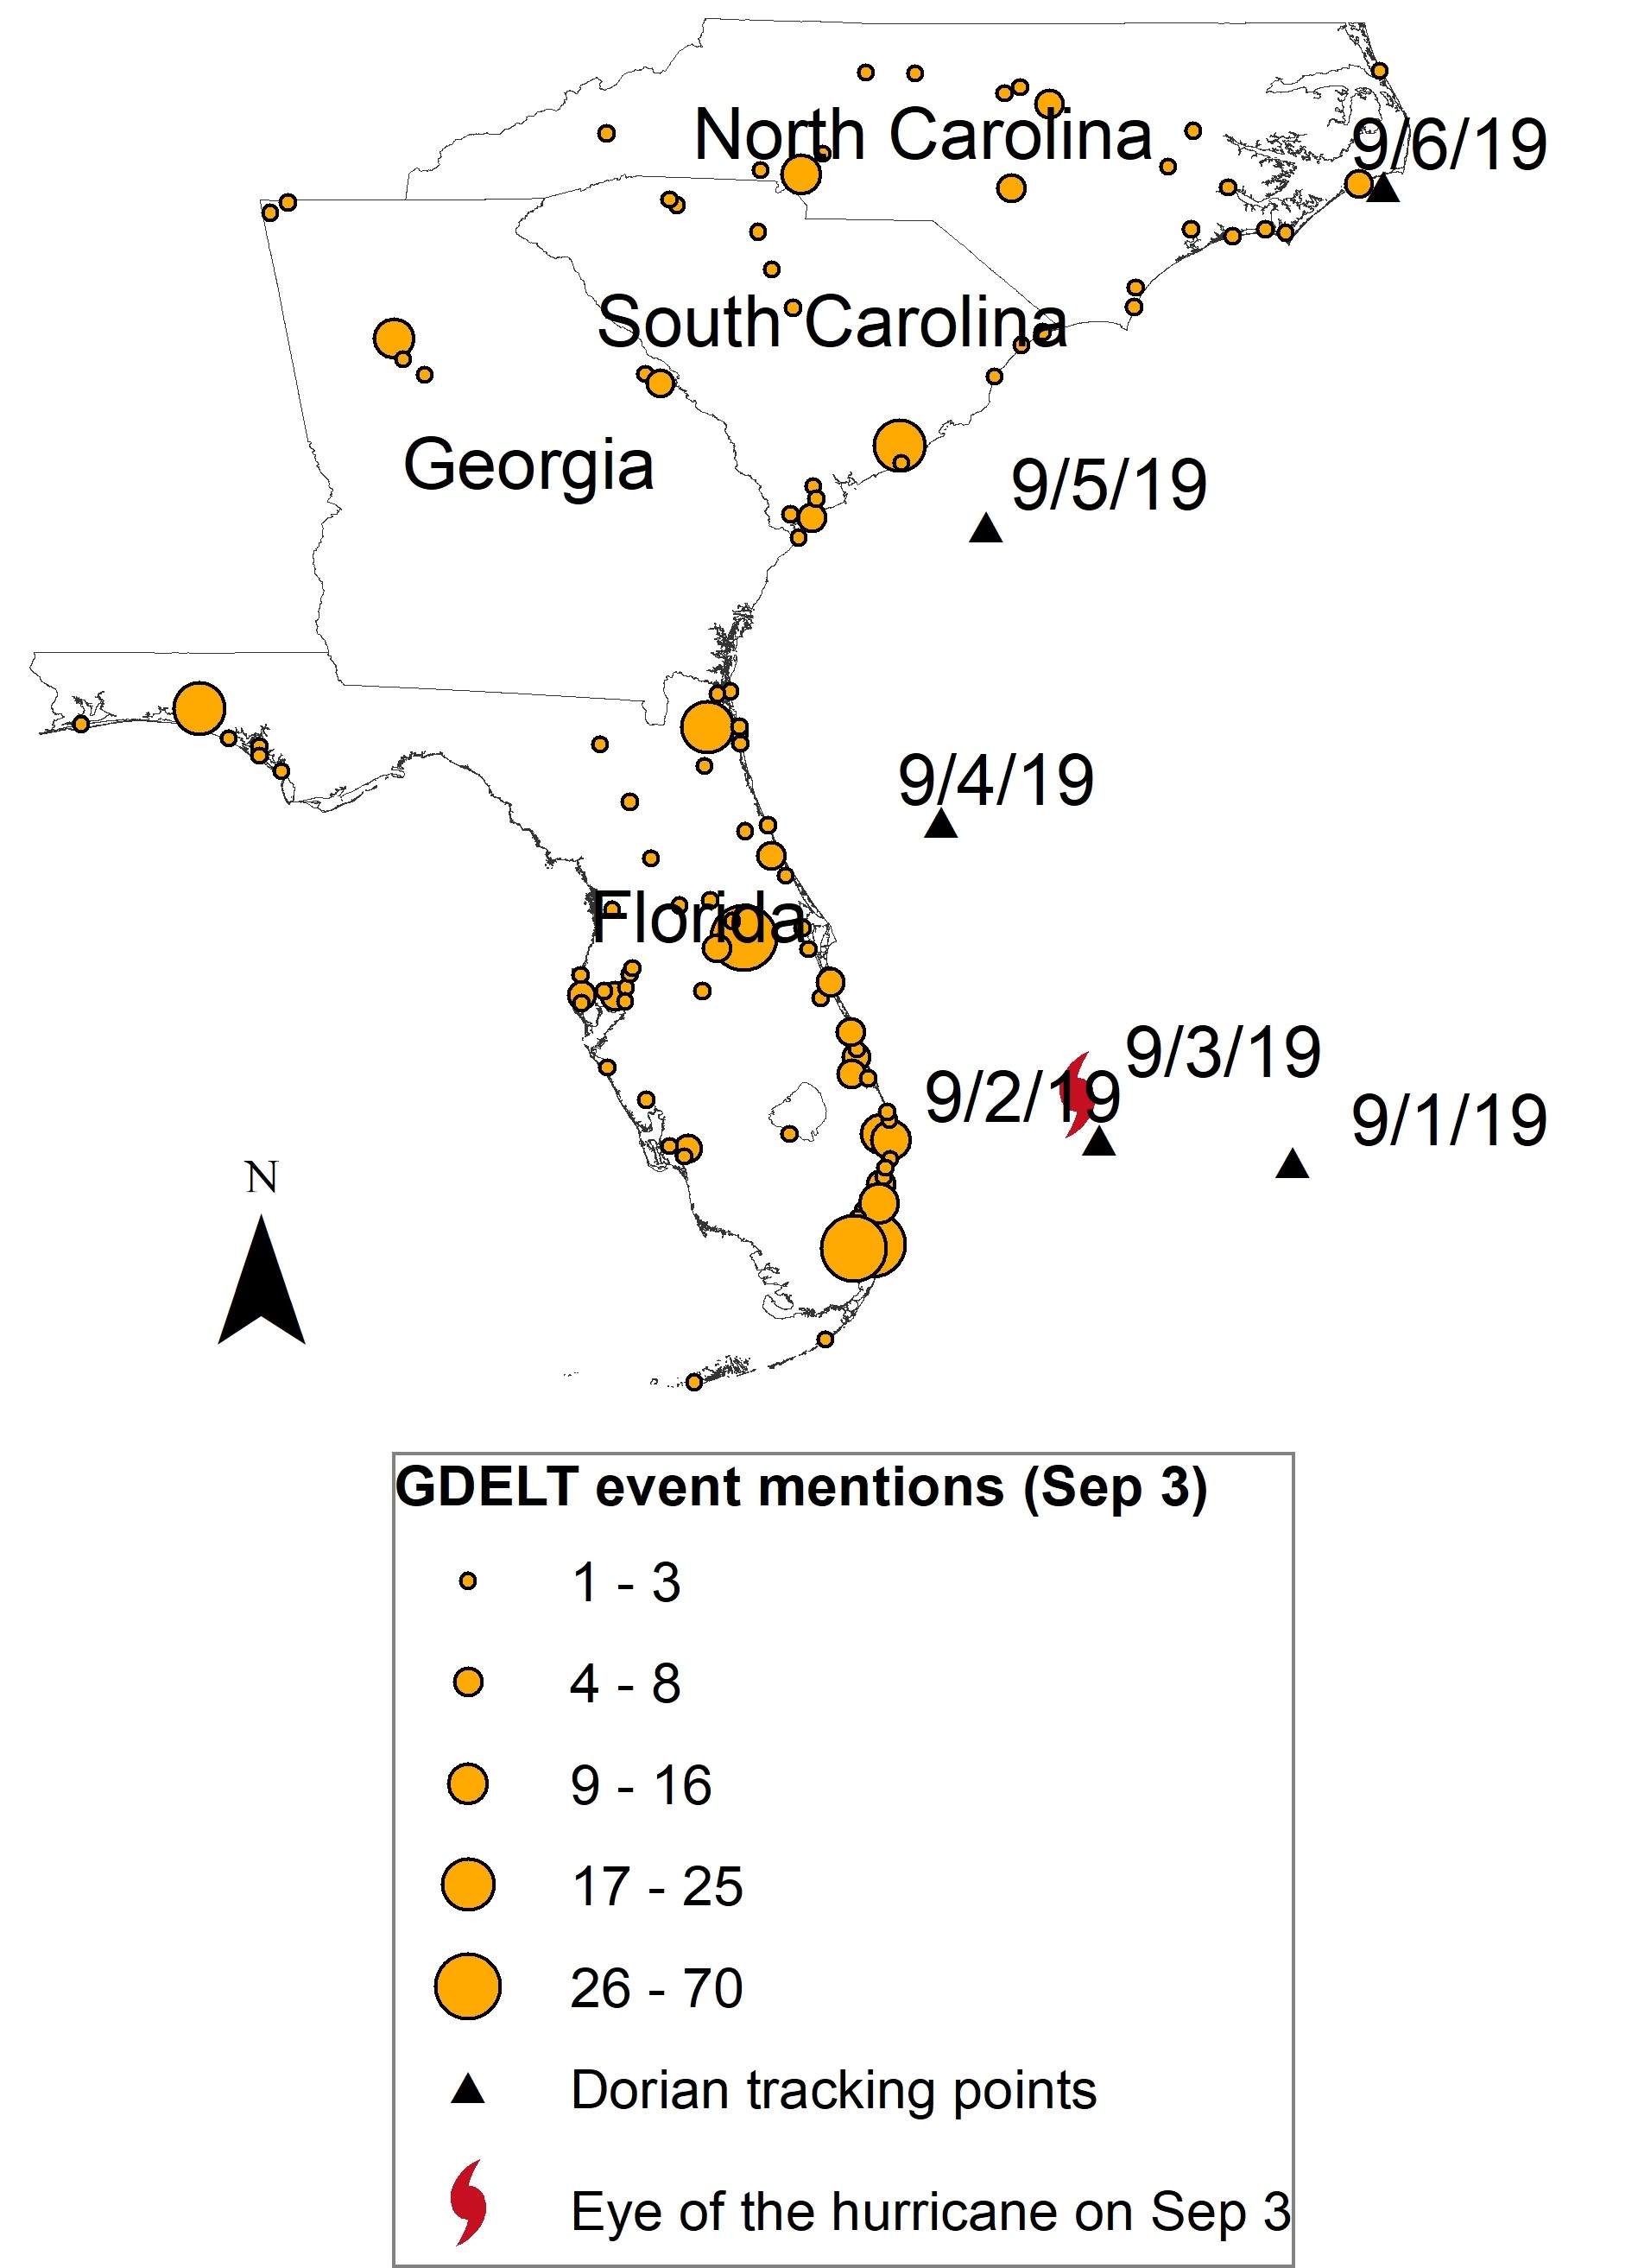 North Carolina
9/6/19
South Carolina
Georgia
9/5/19
9/4/19
Florida
9/3/19
9/2/19
9/1/19
N
GDELT event mentions (Sep 3)
1 - 3
4 - 8
9 - 16
17 - 25
26 - 70
Dorian tracking points
Eye of the hurricane on Sep 3